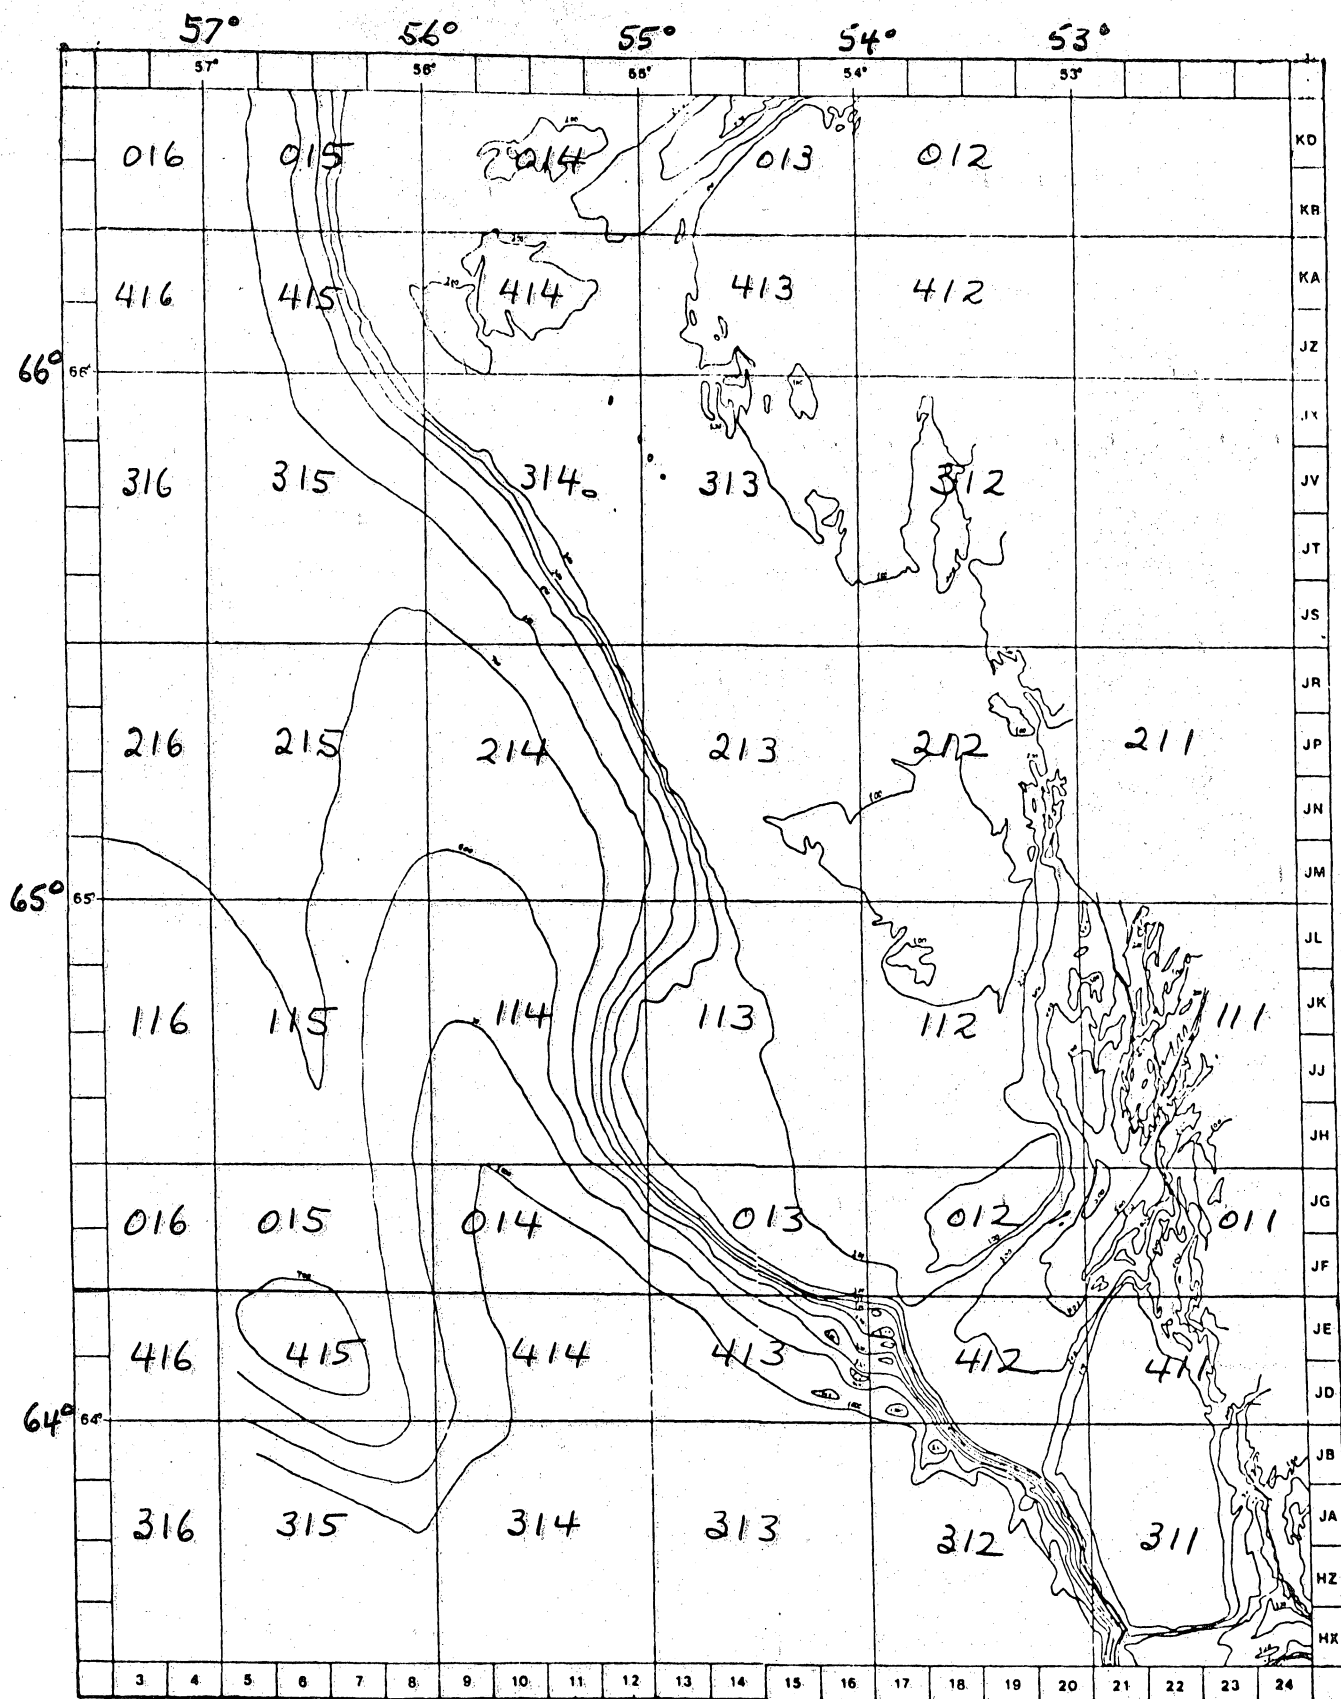 57° 56° 55° 54° 53°
57° 56° 55° 54° 53°
016 015 014 013 012 KD
KB
416 415 414 413 412 KA
JZ
66° 66°
316 315 314 313 312 JV
JT
JS
JR
216 215 214 213 212 211 JP
JN
JM
65° 65°
JL
116 115 114 113 112 111 JK
JJ
JH
016 015 014 013 012 011 JG
JF
416 415 414 413 412 411 JE
JD
64° 64°
JB
316 315 314 313 312 311 JA
HZ
HX
3 4 5 6 7 8 9 10 12 13 14 15 16 17 18 19 20 21 22 23 24